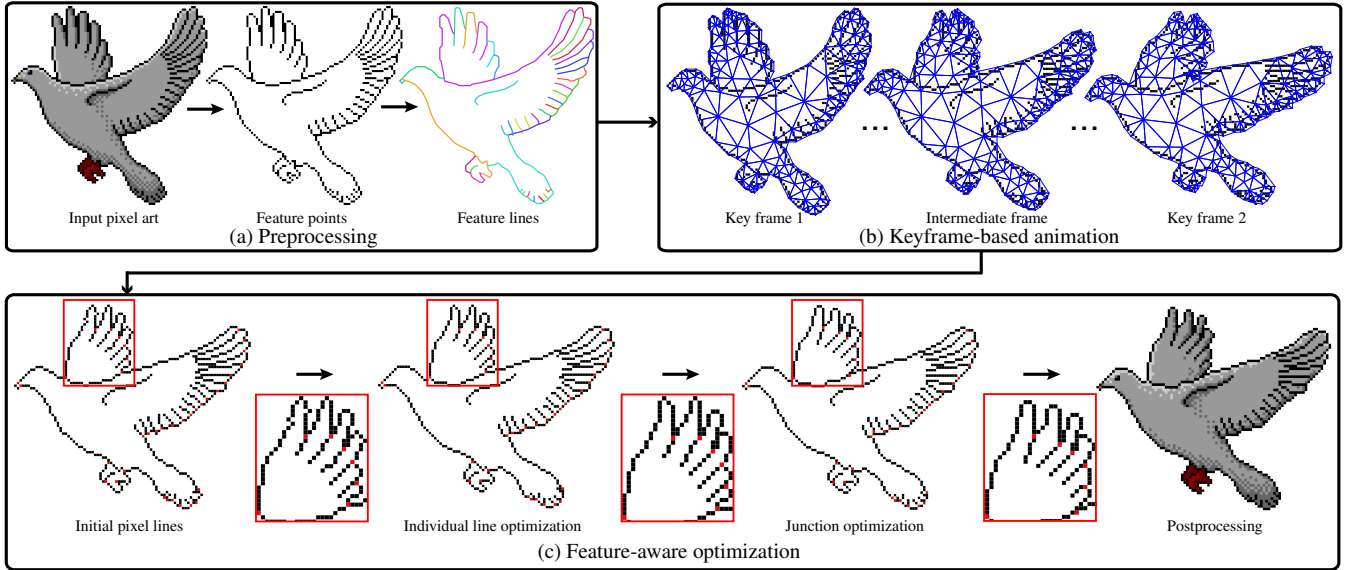 Input pixel art
Feature points
Feature lines
(a) Preprocessing
...
...
Key frame 1
Intermediate frame
Key frame 2
(b) Keyframe-based animation
Initial pixel lines
Individual line optimization
Junction optimization
Postprocessing
(c) Feature-aware optimization